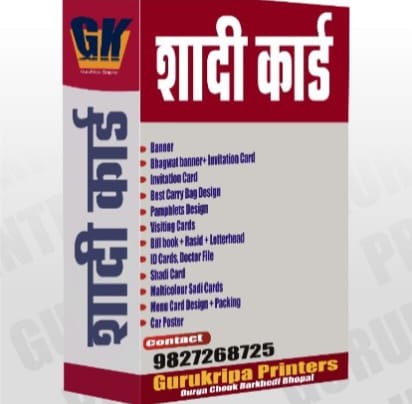 GK
शादी कार्ड
शादी कार्ड
Banner
Bhagwat banner+ Invitation Card
Invitation Card
Best Carry Bag Design
Pamphlets Design
Visiting Cards
Bill book + Rasid + Letterhead
ID Cards, Doctor File
Shadi Card
Malticolour Sadi Cards
Menu Card Design + Packing
Car Poster
Contact
9827268725
Gurukripa Printers
Durga Chouk Barkhedi Bhopal